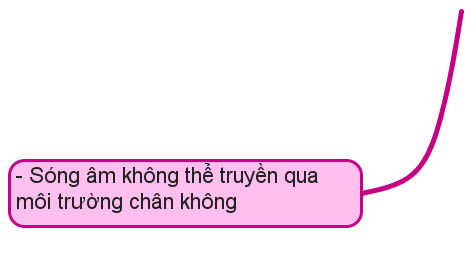 - Sóng âm không thể truyền qua
môi trường chân không